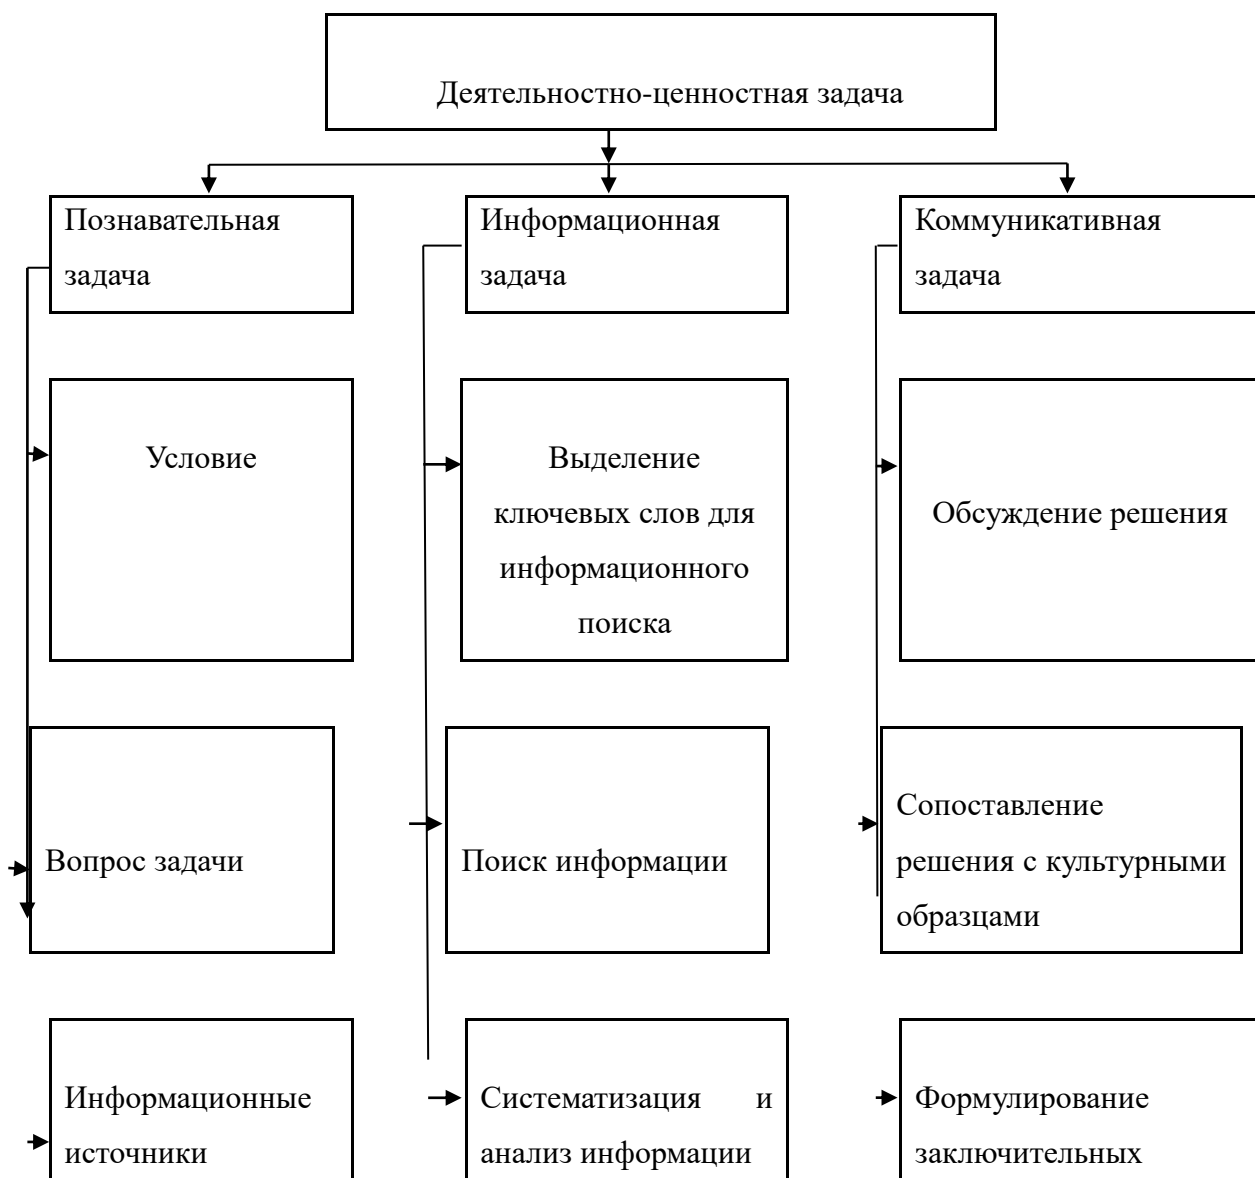 Деятельностно-ценностная задача
Познавательная
задача
Информационная
задача
Коммуникативная
задача
Условие
Выделение
ключевых слов для
информационного
поиска
Обсуждение решения
Вопрос задачи
Поиск информации
Сопоставление
решения с культурными
образцами
Информационные
источники
Систематизация и
анализ информации
Формулирование
заключительных